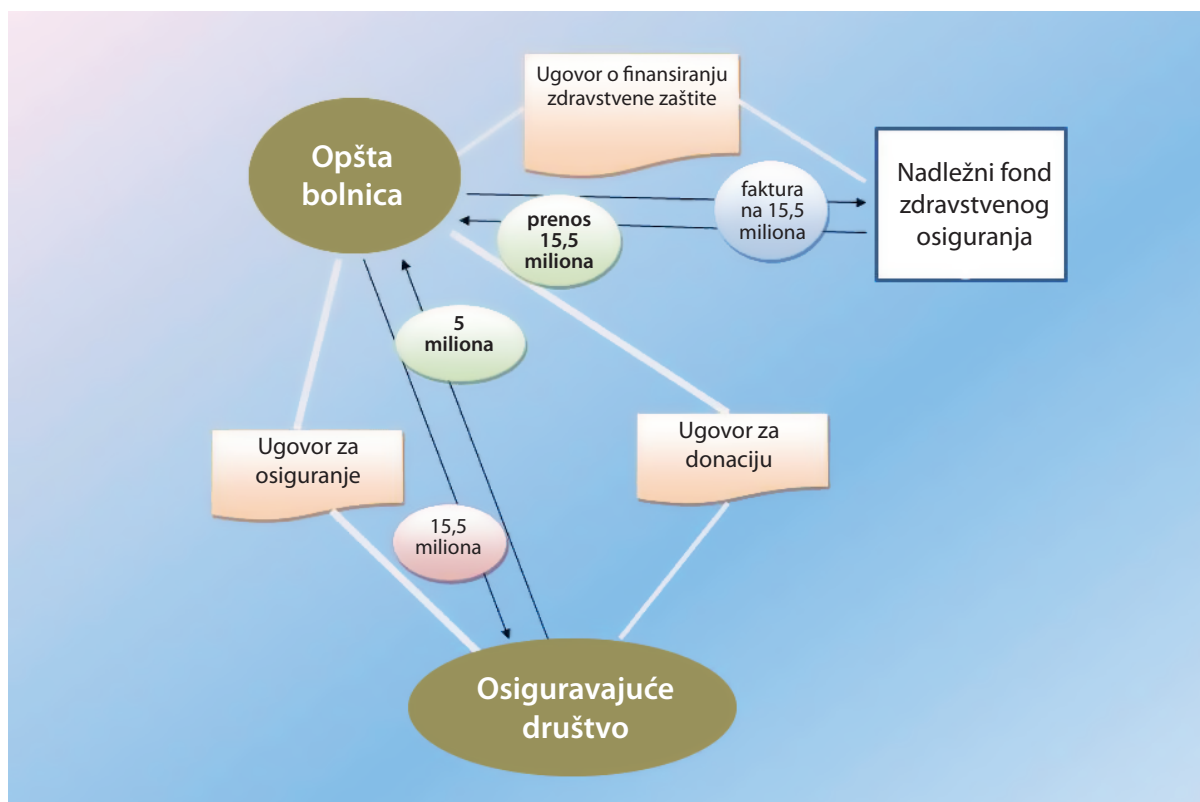 Ugovor o finansiranju
zdravstvene zaštite
Opšta
bolnica
Nadležni fond
zdravstvenog
osiguranja
faktura
na 15,5
miliona
prenos
15,5
miliona
5
miliona
Ugovor za
osiguranje
Ugovor za
donaciju
15,5
miliona
Osiguravajuće
društvo